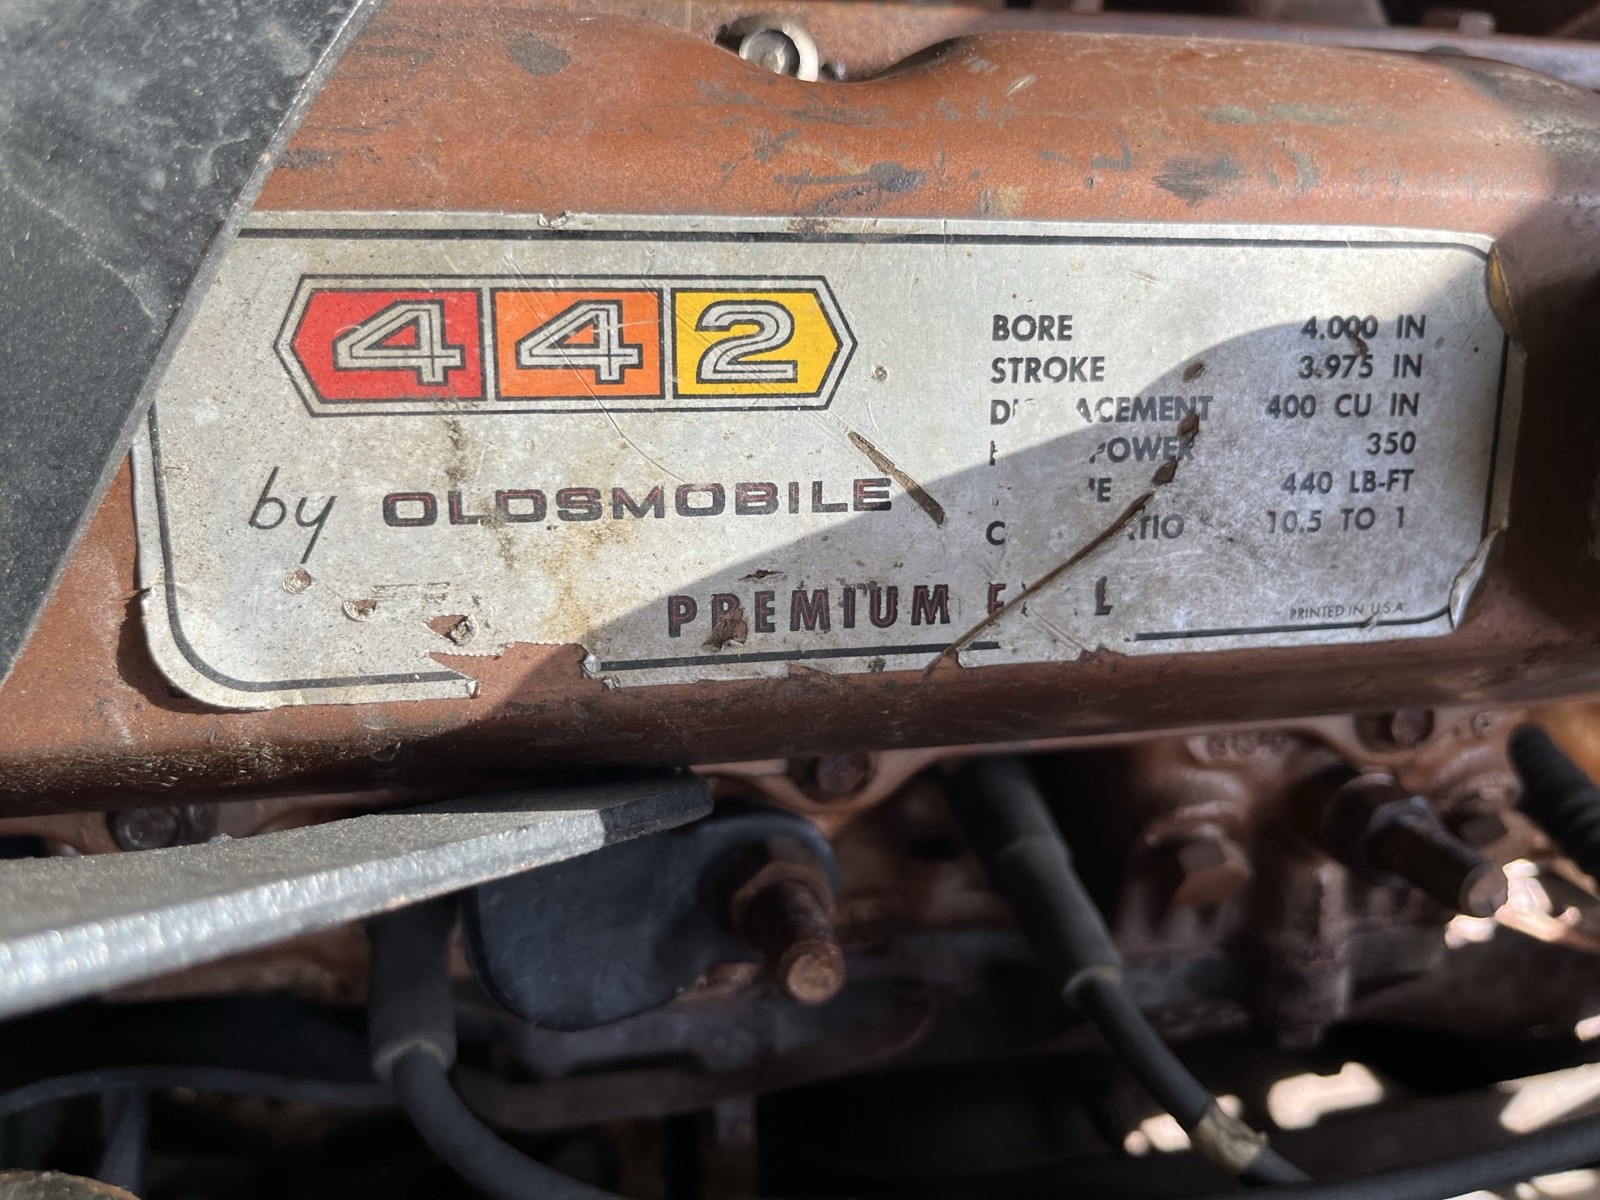 442
by OLDSMOBILE
BORE 4.000 IN
STROKE 3.975 IN
400 CU IN
350
440 LB-FT
10.5 TO 1
PREMIUM
PRINTED IN U.S.A.